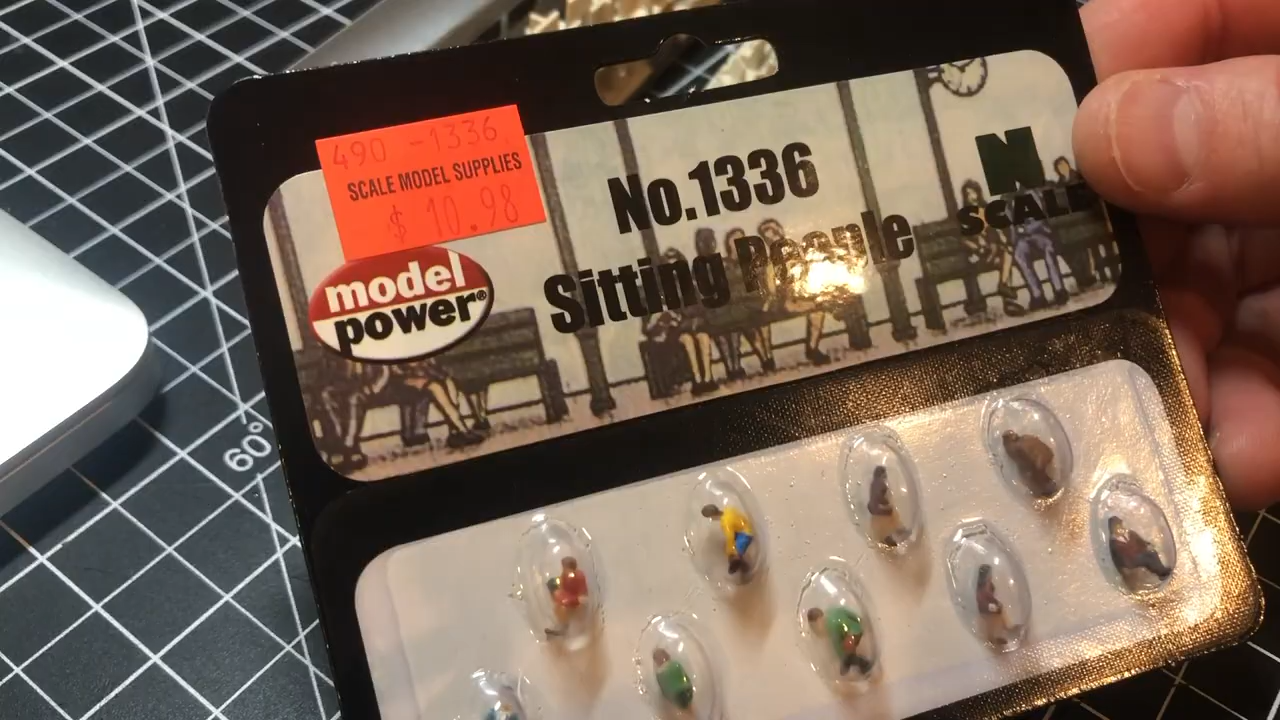 490 -1336
SCALE MODEL SUPPLIES
$ 10.98
model
power®
No.1336
Sitting People
N
SCALE
60°